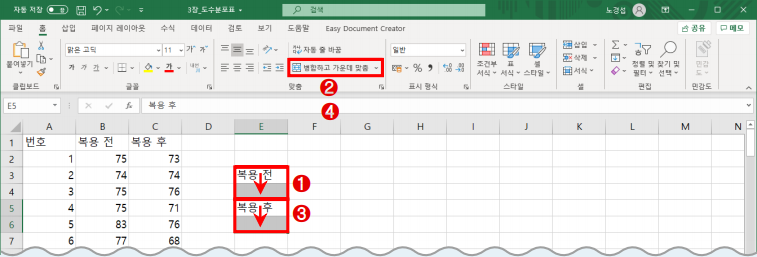 자동 저장 3장_도수분포표 검색 노경섭
파일 홈 삽입 페이지 레이아웃 수식 데이터 검토 보기 도움말 Easy Document Creator 공유 메모
맑은 고딕 11 가^ 가ˇ 자동 줄 바꿈 일반 삽입
붙여넣기 가 가 가 가 병합하고 가운데 맞춤 % 9 조건부 서식 표 서식 셀 스타일 삭제 서식 정렬 및 필터 찾기 및 선택 민감도
클립보드 글꼴 맞춤 표시 형식 스타일 셀 편집 민감도
❷
E5 fx 복용 후 ❹
A B C D E F G H I J K L M N
1 번호 복용 전 복용 후
2 1 75 73
3 2 74 74 복용 전
4 3 75 76 ❶
5 4 75 71 복용 후
6 5 83 76 ❸
7 6 77 68